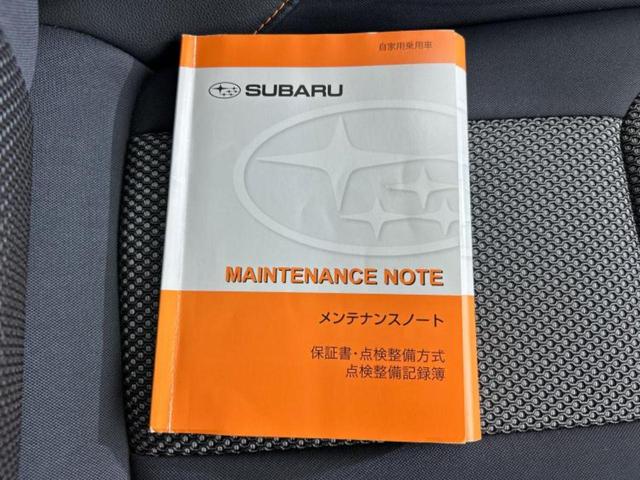 自家用乗用車
SUBARU
MAINTENANCE NOTE
メンテナンスノート
保証書・点検整備方式
点検整備記録簿